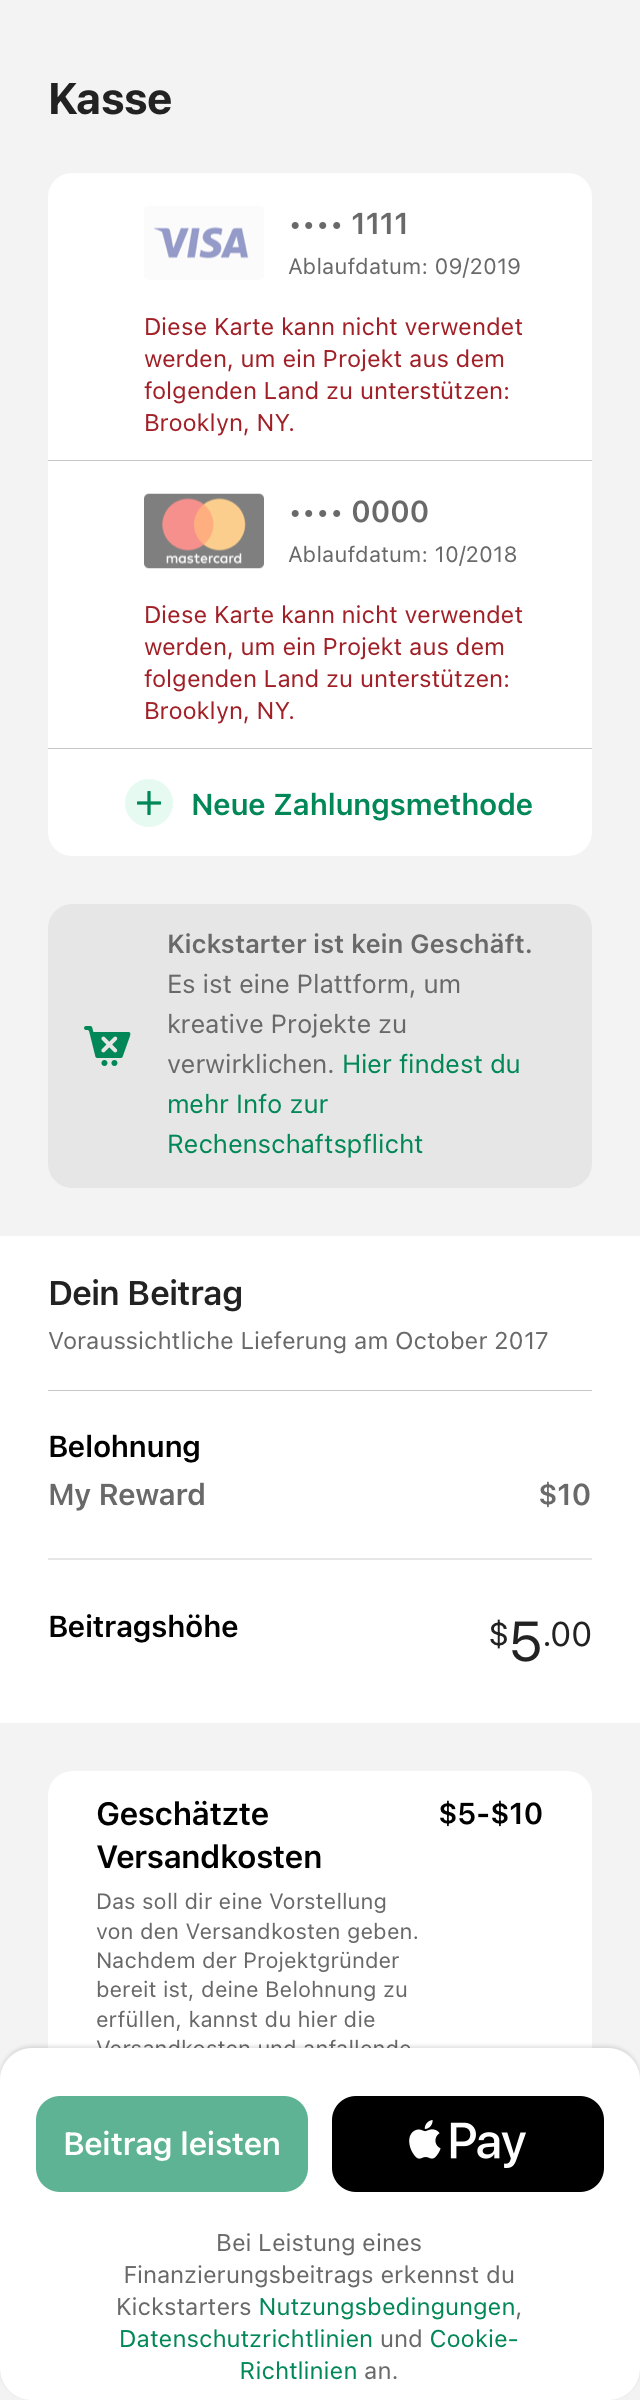 Kasse
VISA
•••• 1111
Ablaufdatum: 09/2019
Diese Karte kann nicht verwendet
werden, um ein Projekt aus dem
folgenden Land zu unterstützen:
Brooklyn, NY.
mastercard
•••• 0000
Ablaufdatum: 10/2018
Diese Karte kann nicht verwendet
werden, um ein Projekt aus dem
folgenden Land zu unterstützen:
Brooklyn, NY.
Neue Zahlungsmethode
Kickstarter ist kein Geschäft.
Es ist eine Plattform, um
kreative Projekte zu
verwirklichen. Hier findest du
mehr Info zur
Rechenschaftspflicht
Dein Beitrag
Voraussichtliche Lieferung am October 2017
Belohnung
My Reward $10
Beitragshöhe $5.00
Geschätzte $5-$10
Versandkosten
Das soll dir eine Vorstellung
von den Versandkosten geben.
Nachdem der Projektgründer
bereit ist, deine Belohnung zu
erfüllen, kannst du hier die
Versandkosten und anfallende
Beitrag leisten
Pay
Bei Leistung eines
Finanzierungsbeitrags erkennst du
Kickstarters Nutzungsbedingungen,
Datenschutzrichtlinien und Cookie-
Richtlinien an.